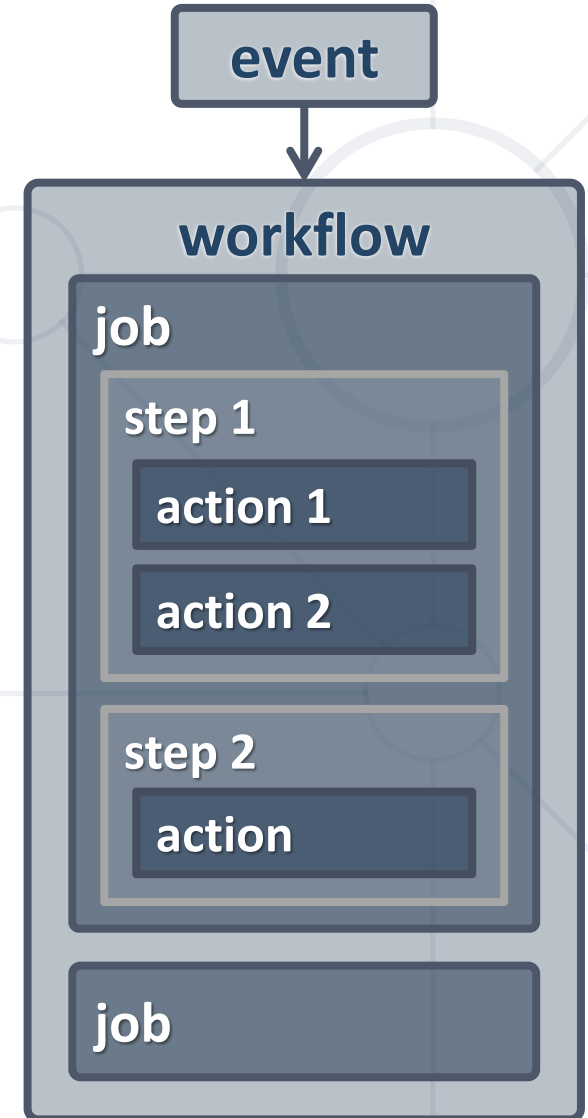 event
workflow
job
step 1
action 1
action 2
step 2
action
job